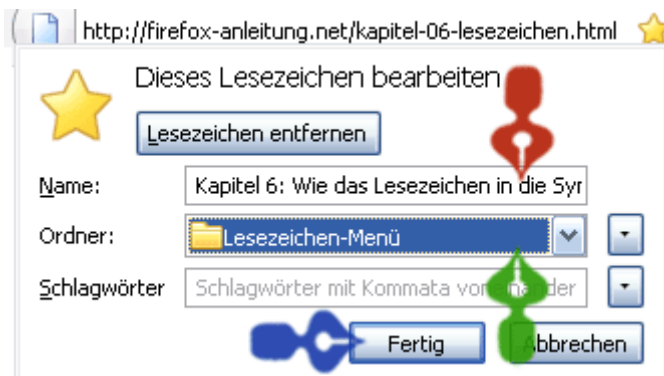 http://firefox-anleitung.net/kapitel-06-lesezeichen.html
Dieses Lesezeichen bearbeiten
Lesezeichen entfernen
Name: Kapitel 6: Wie das Lesezeichen in die Syr
Ordner: Lesezeichen-Menü
Schlagwörter Schlagwörter mit Kommata voneinander
Fertig Abbrechen